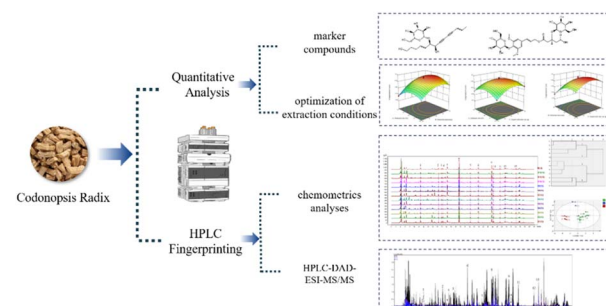 marker
compounds
Quantitative
Analysis
optimization of
extraction conditions
Codonopsis Radix
chemometrics
analyses
HPLC
Fingerprinting
HPLC-DAD-
ESI-MS/MS